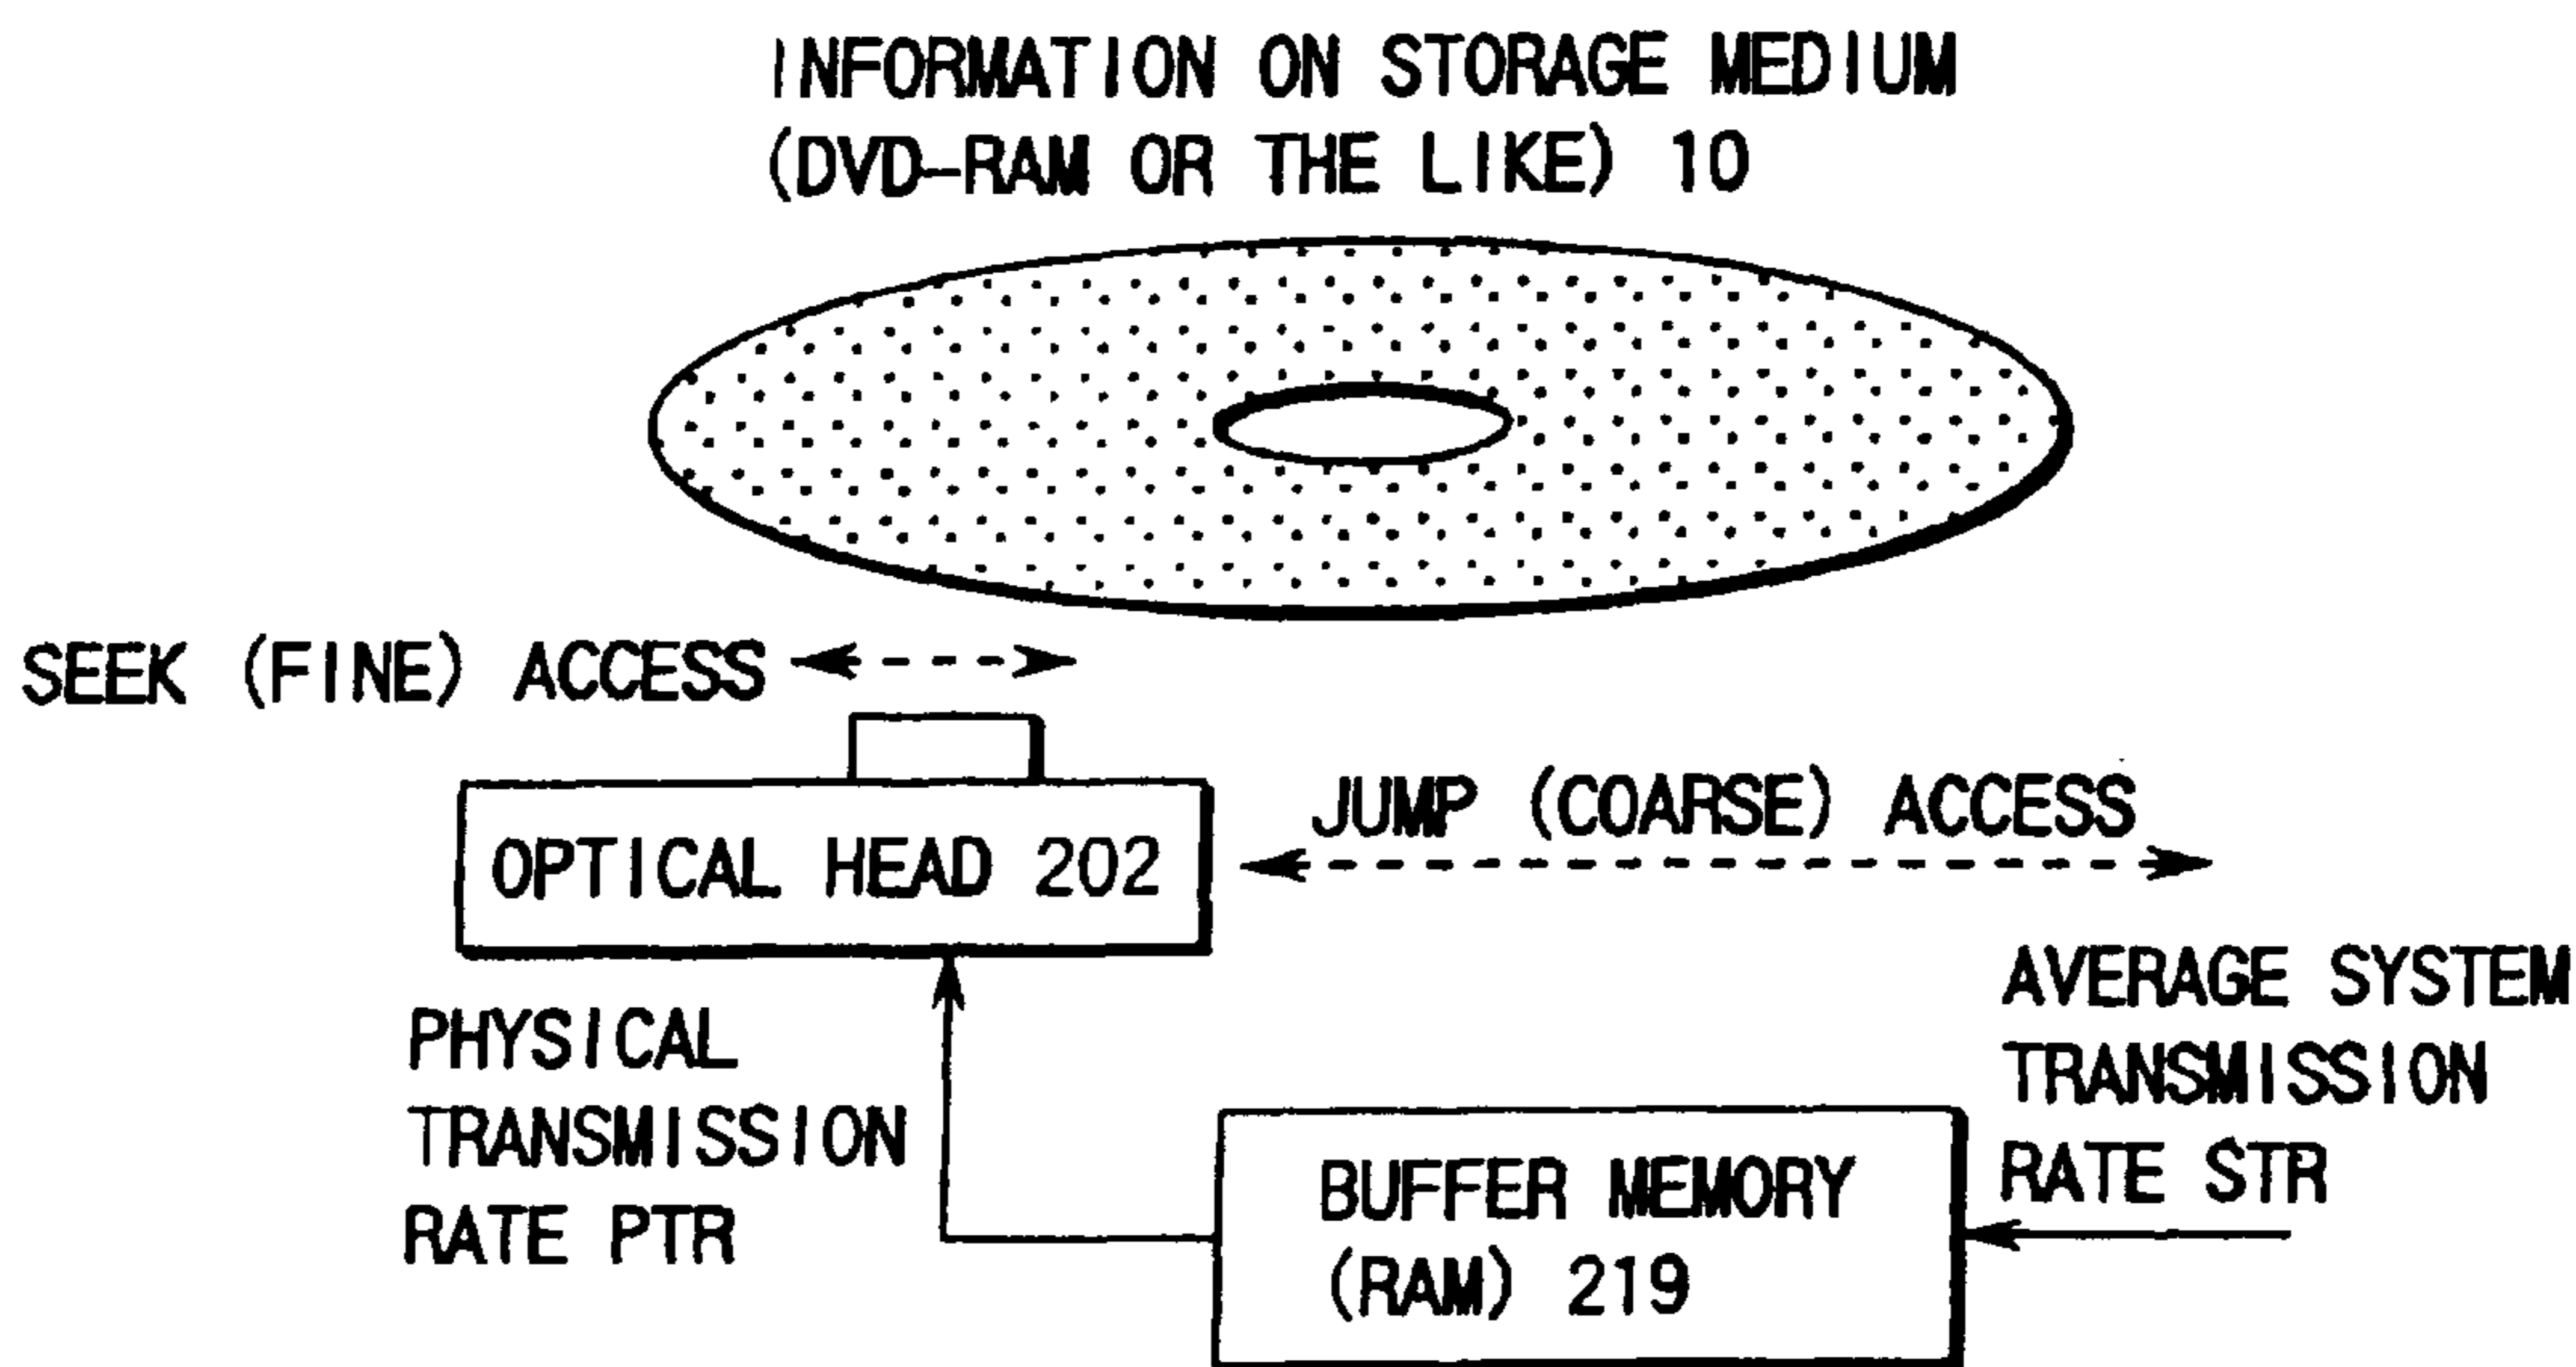 INFORMATION ON STORAGE MEDIUM
(DVD-RAM OR THE LIKE) 10
SEEK (FINE) ACCESS
OPTICAL HEAD 202
JUMP (COARSE) ACCESS
PHYSICAL
TRANSMISSION
RATE PTR
AVERAGE SYSTEM
TRANSMISSION
RATE STR
BUFFER MEMORY
(RAM) 219